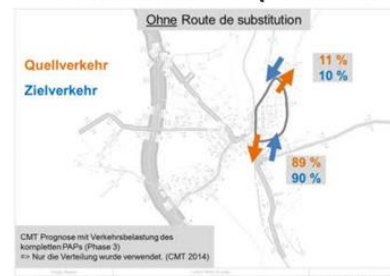 Ohne Route de substitution
Quellverkehr
Zielverkehr
11 %
10 %
89 %
90 %
CMT Prognose mit Verkehrsbelastung des
kompletten PAPs (Phase 3)
=> Nur die Verteilung wurde verwendet. (CMT 2014)